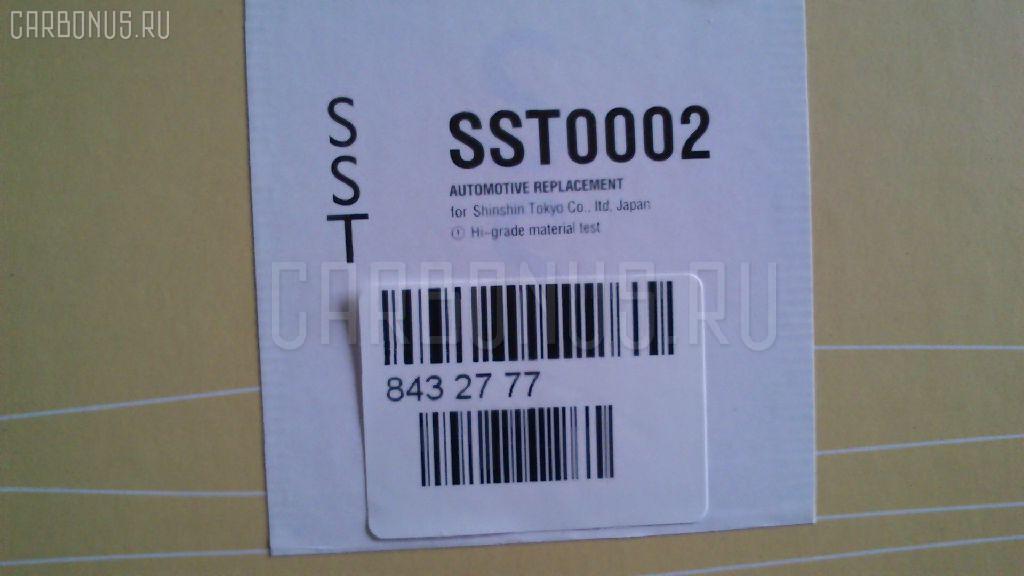 CARBONUS.RU
SST
SST0002
AUTOMOTIVE REPLACEMENT
for Shinshin Tokyo Co., ltd, Japan
! Hi-grade material test
CARBONUS.RU
843 27 77